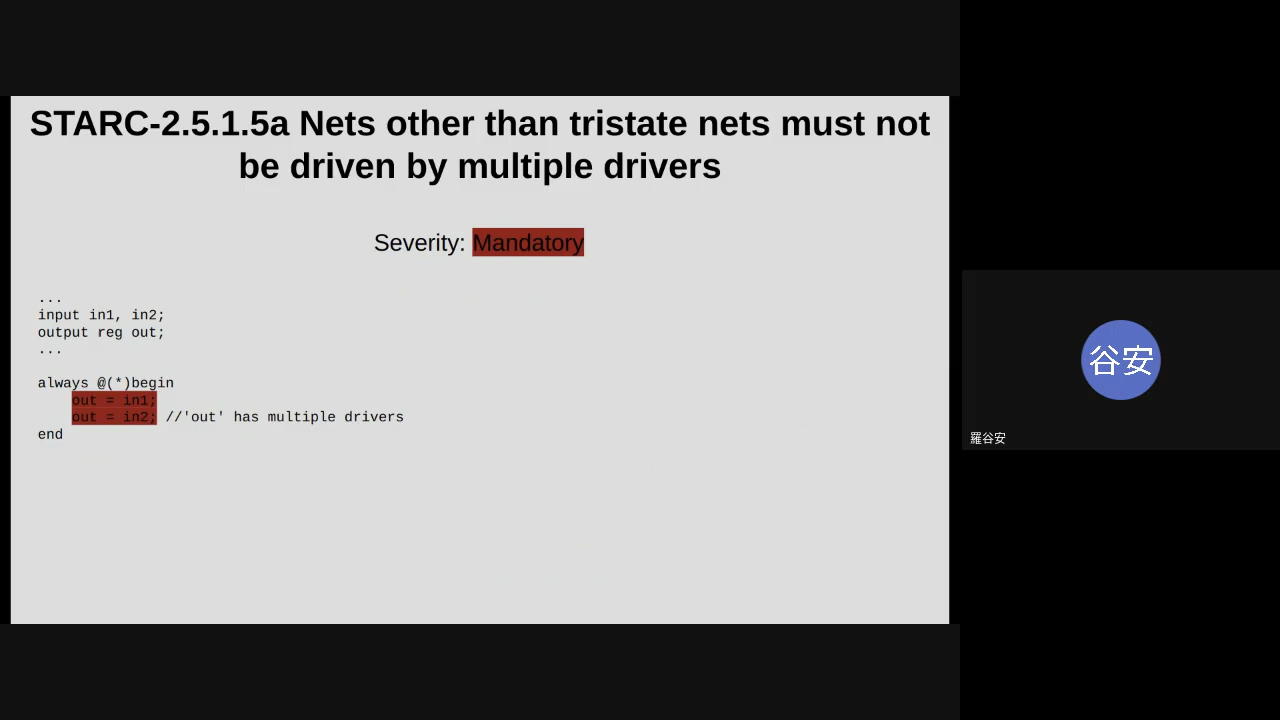 STARC-2.5.1.5a Nets other than tristate nets must not
be driven by multiple drivers
Severity: Mandatory
...
input in1, in2;
output reg out;
...
always @(*)begin
    out = in1;
    out = in2; //'out' has multiple drivers
end
谷安
羅谷安